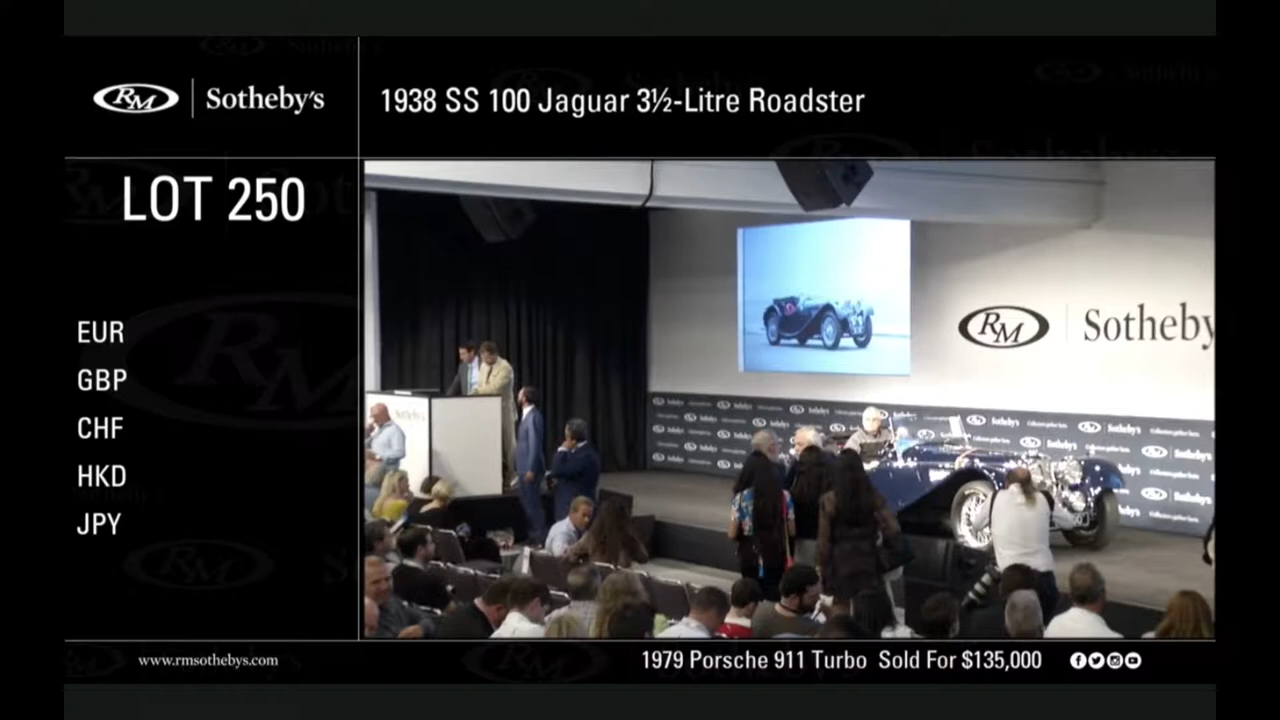 RM | Sotheby's
1938 SS 100 Jaguar 3½-Litre Roadster
LOT 250
EUR
GBP
CHF
HKD
JPY
RM | Sotheby
www.rmsothebys.com
1979 Porsche 911 Turbo Sold For $135,000